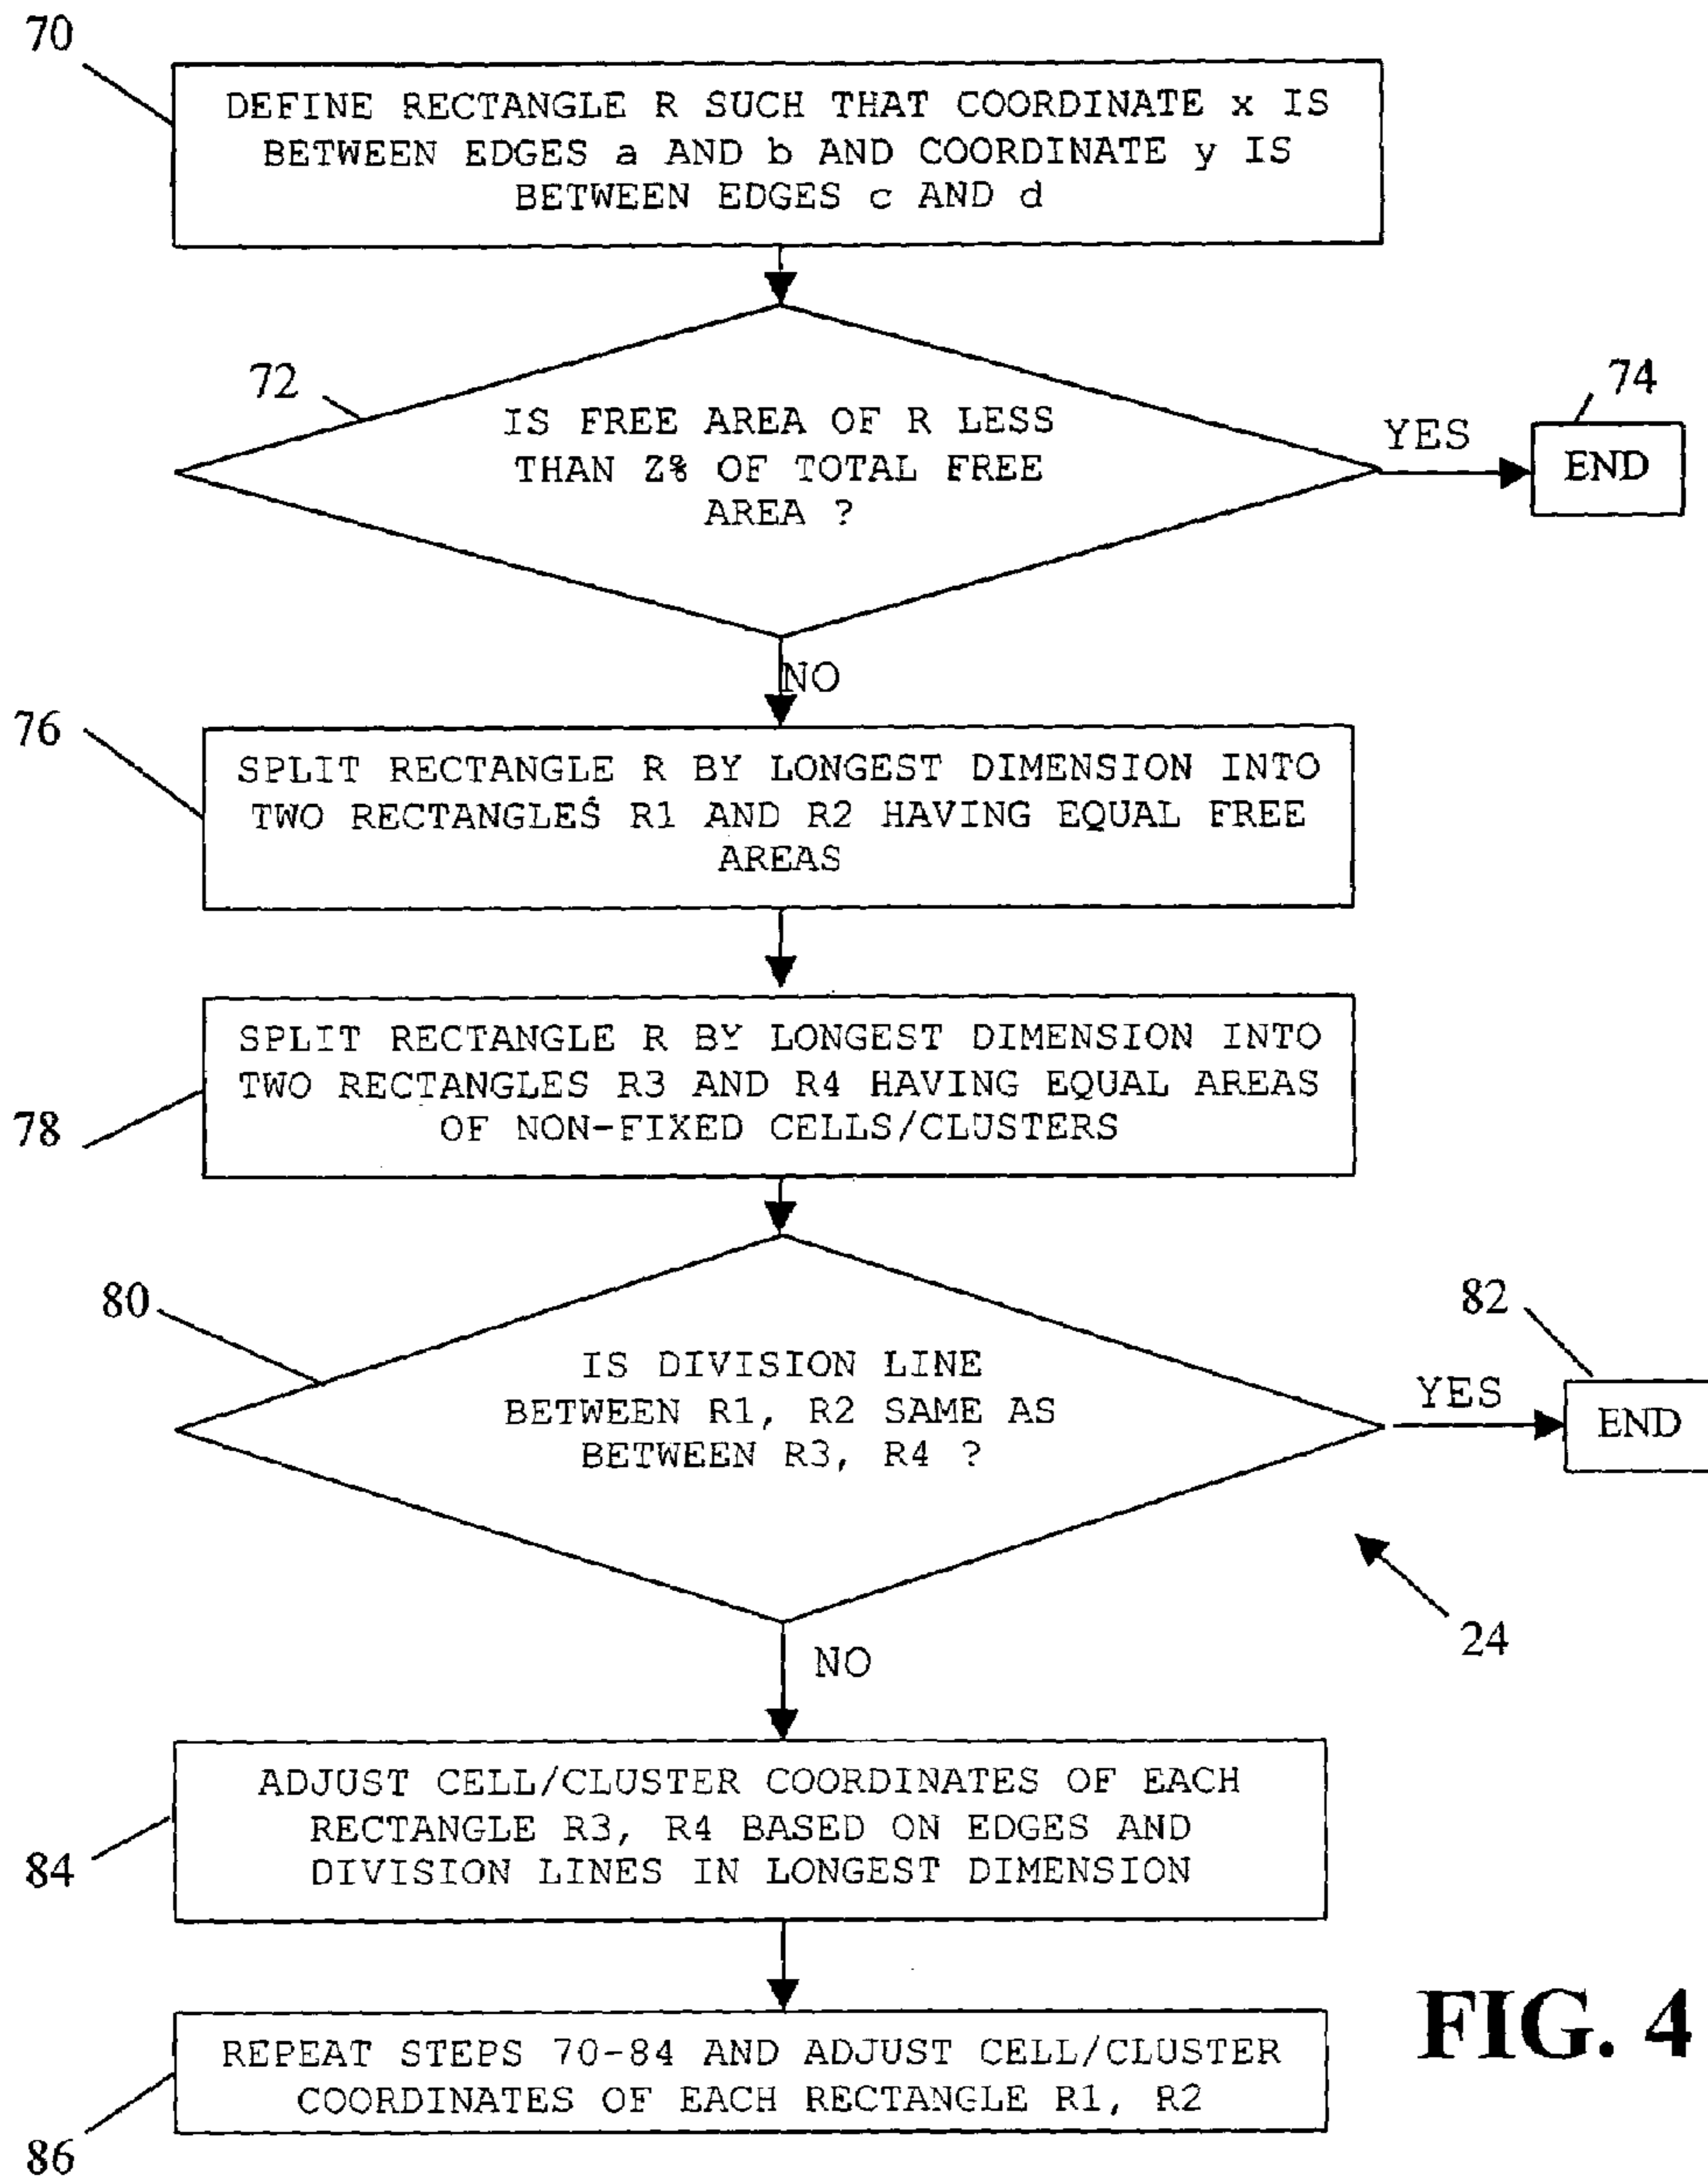 70
DEFINE RECTANGLE R SUCH THAT COORDINATE x IS
BETWEEN EDGES a AND b AND COORDINATE y IS
BETWEEN EDGES c AND d
72
IS FREE AREA OF R LESS
THAN Z% OF TOTAL FREE
AREA ?
YES
74
END
NO
76
SPLIT RECTANGLE R BY LONGEST DIMENSION INTO
TWO RECTANGLES R1 AND R2 HAVING EQUAL FREE
AREAS
78
SPLIT RECTANGLE R BY LONGEST DIMENSION INTO
TWO RECTANGLES R3 AND R4 HAVING EQUAL AREAS
OF NON-FIXED CELLS/CLUSTERS
80
IS DIVISION LINE
BETWEEN R1, R2 SAME AS
BETWEEN R3, R4 ?
YES
82
END
24
NO
84
ADJUST CELL/CLUSTER COORDINATES OF EACH
RECTANGLE R3, R4 BASED ON EDGES AND
DIVISION LINES IN LONGEST DIMENSION
86
REPEAT STEPS 70-84 AND ADJUST CELL/CLUSTER
COORDINATES OF EACH RECTANGLE R1, R2
FIG. 4